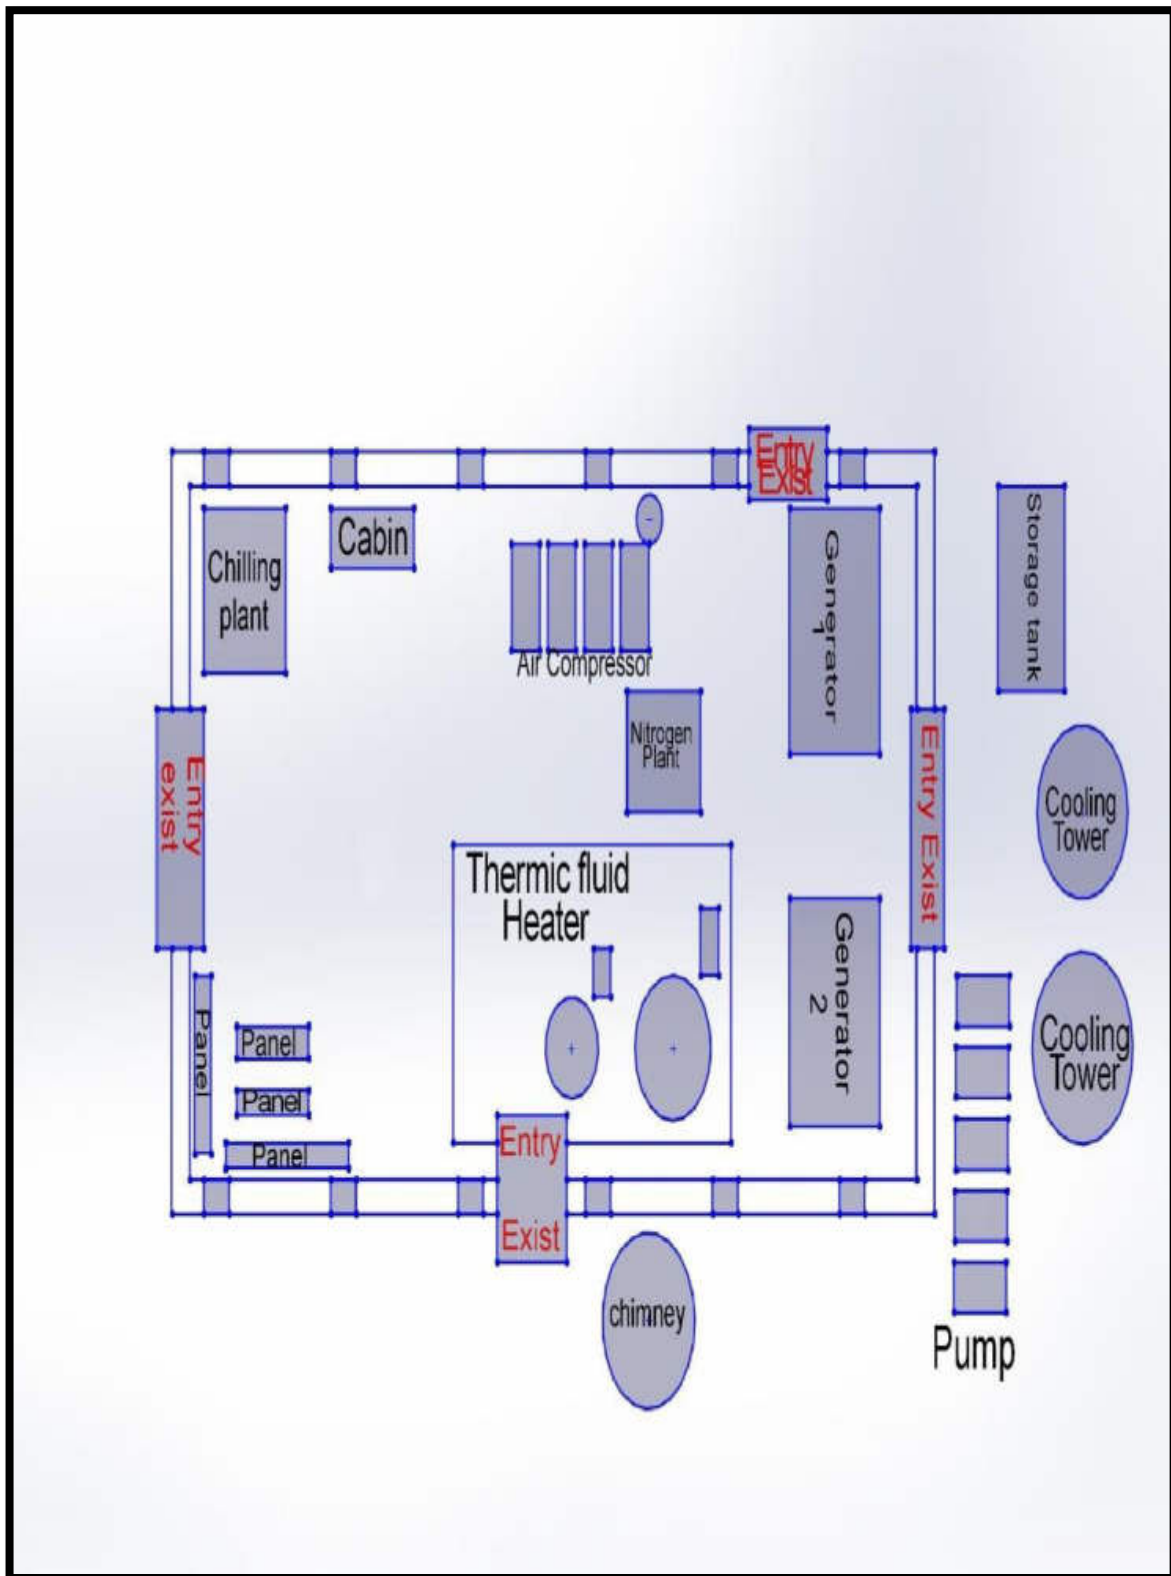 Entry
Exist
Chilling
plant
Cabin
Air Compressor
Generator
1
Storage tank
Nitrogen
Plant
Entry
exist
Entry Exist
Cooling
Tower
Thermic fluid
Heater
Generator
2
Panel
Panel
Panel
Panel
Cooling
Tower
Entry
Exist
chimney
Pump